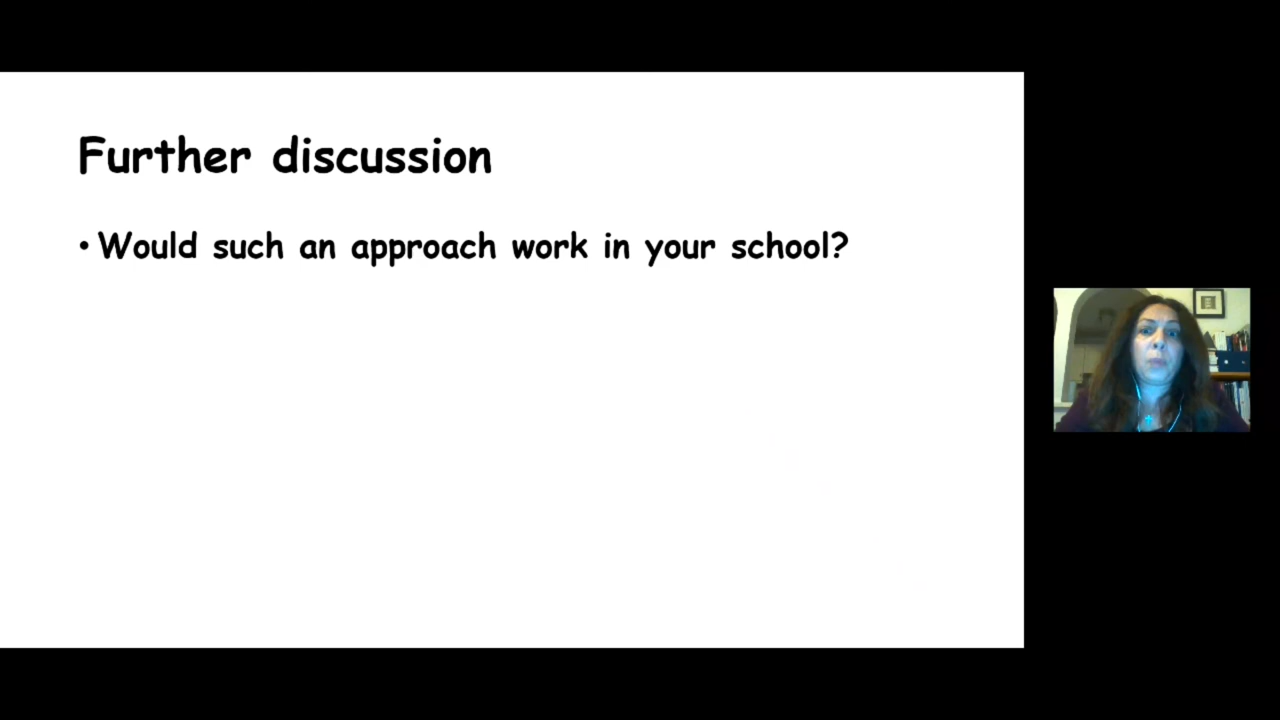 Further discussion
• Would such an approach work in your school?